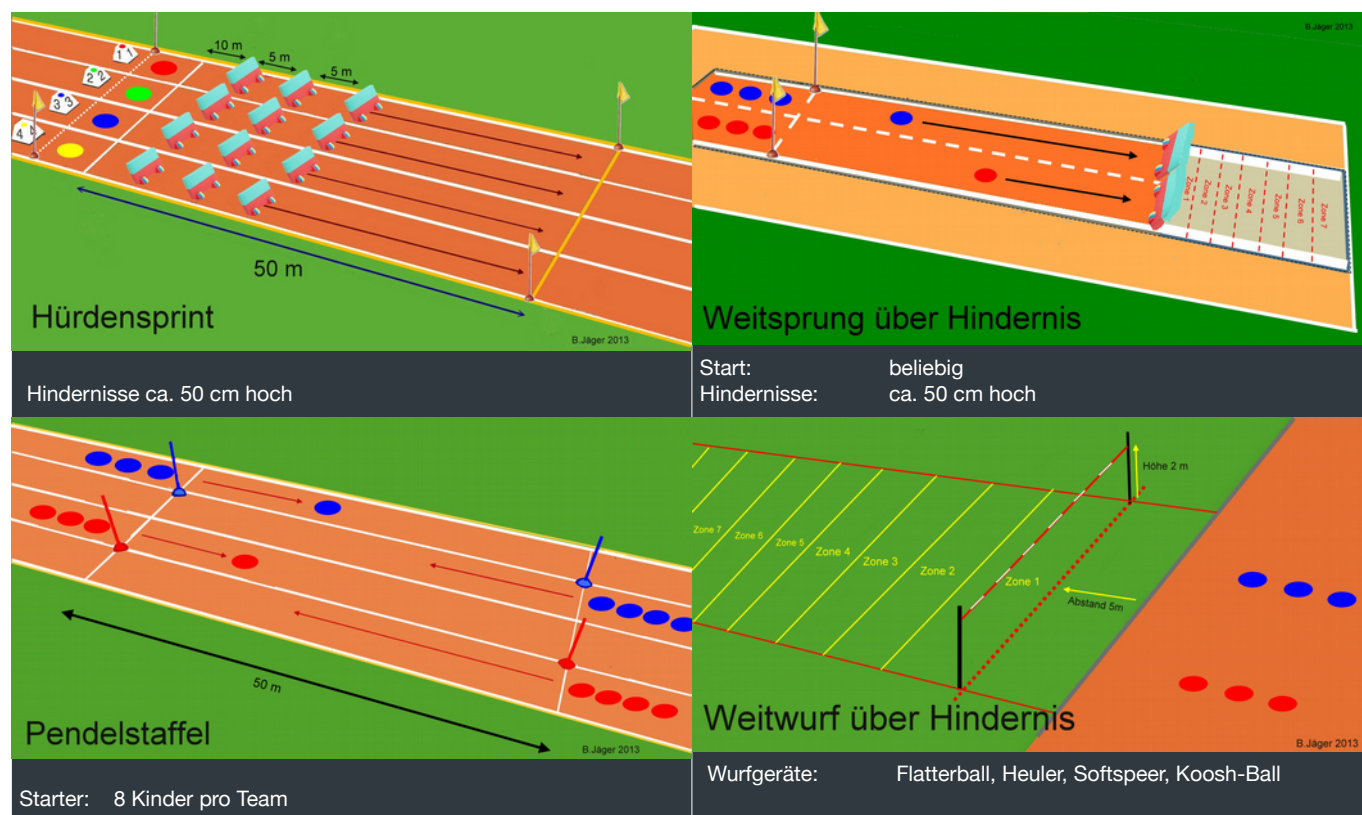 10 m
5 m
5 m
1 1
2 2
3 3
4 4
50 m
Hürdensprint
B.Jäger 2013
Hindernisse ca. 50 cm hoch
B.Jäger 2013
Zone 1
Zone 2
Zone 3
Zone 4
Zone 5
Zone 6
Zone 7
Weitsprung über Hindernis
Start: beliebig
Hindernisse: ca. 50 cm hoch
50 m
Pendelstaffel
B.Jäger 2013
Starter: 8 Kinder pro Team
Höhe 2 m
Zone 7
Zone 6
Zone 5
Zone 4
Zone 3
Zone 2
Zone 1
Abstand 5m
Weitwurf über Hindernis
B.Jäger 2013
Wurfgeräte: Flatterball, Heuler, Softspeer, Koosh-Ball